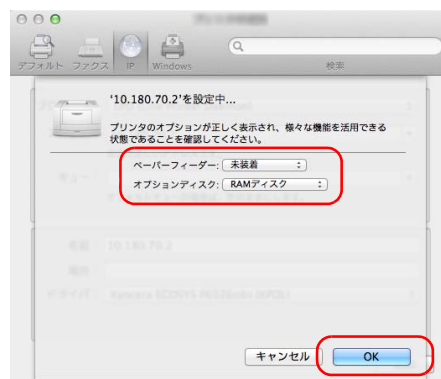 デフォルト ファクス IP Windows 検索
'10.180.70.2'を設定中...
プリンタのオプションが正しく表示され、様々な機能を活用できる
状態であることを確認してください。
ペーパーフィーダー: 未装着
オプションディスク: RAMディスク
名前 10.180.70.2
キャンセル OK